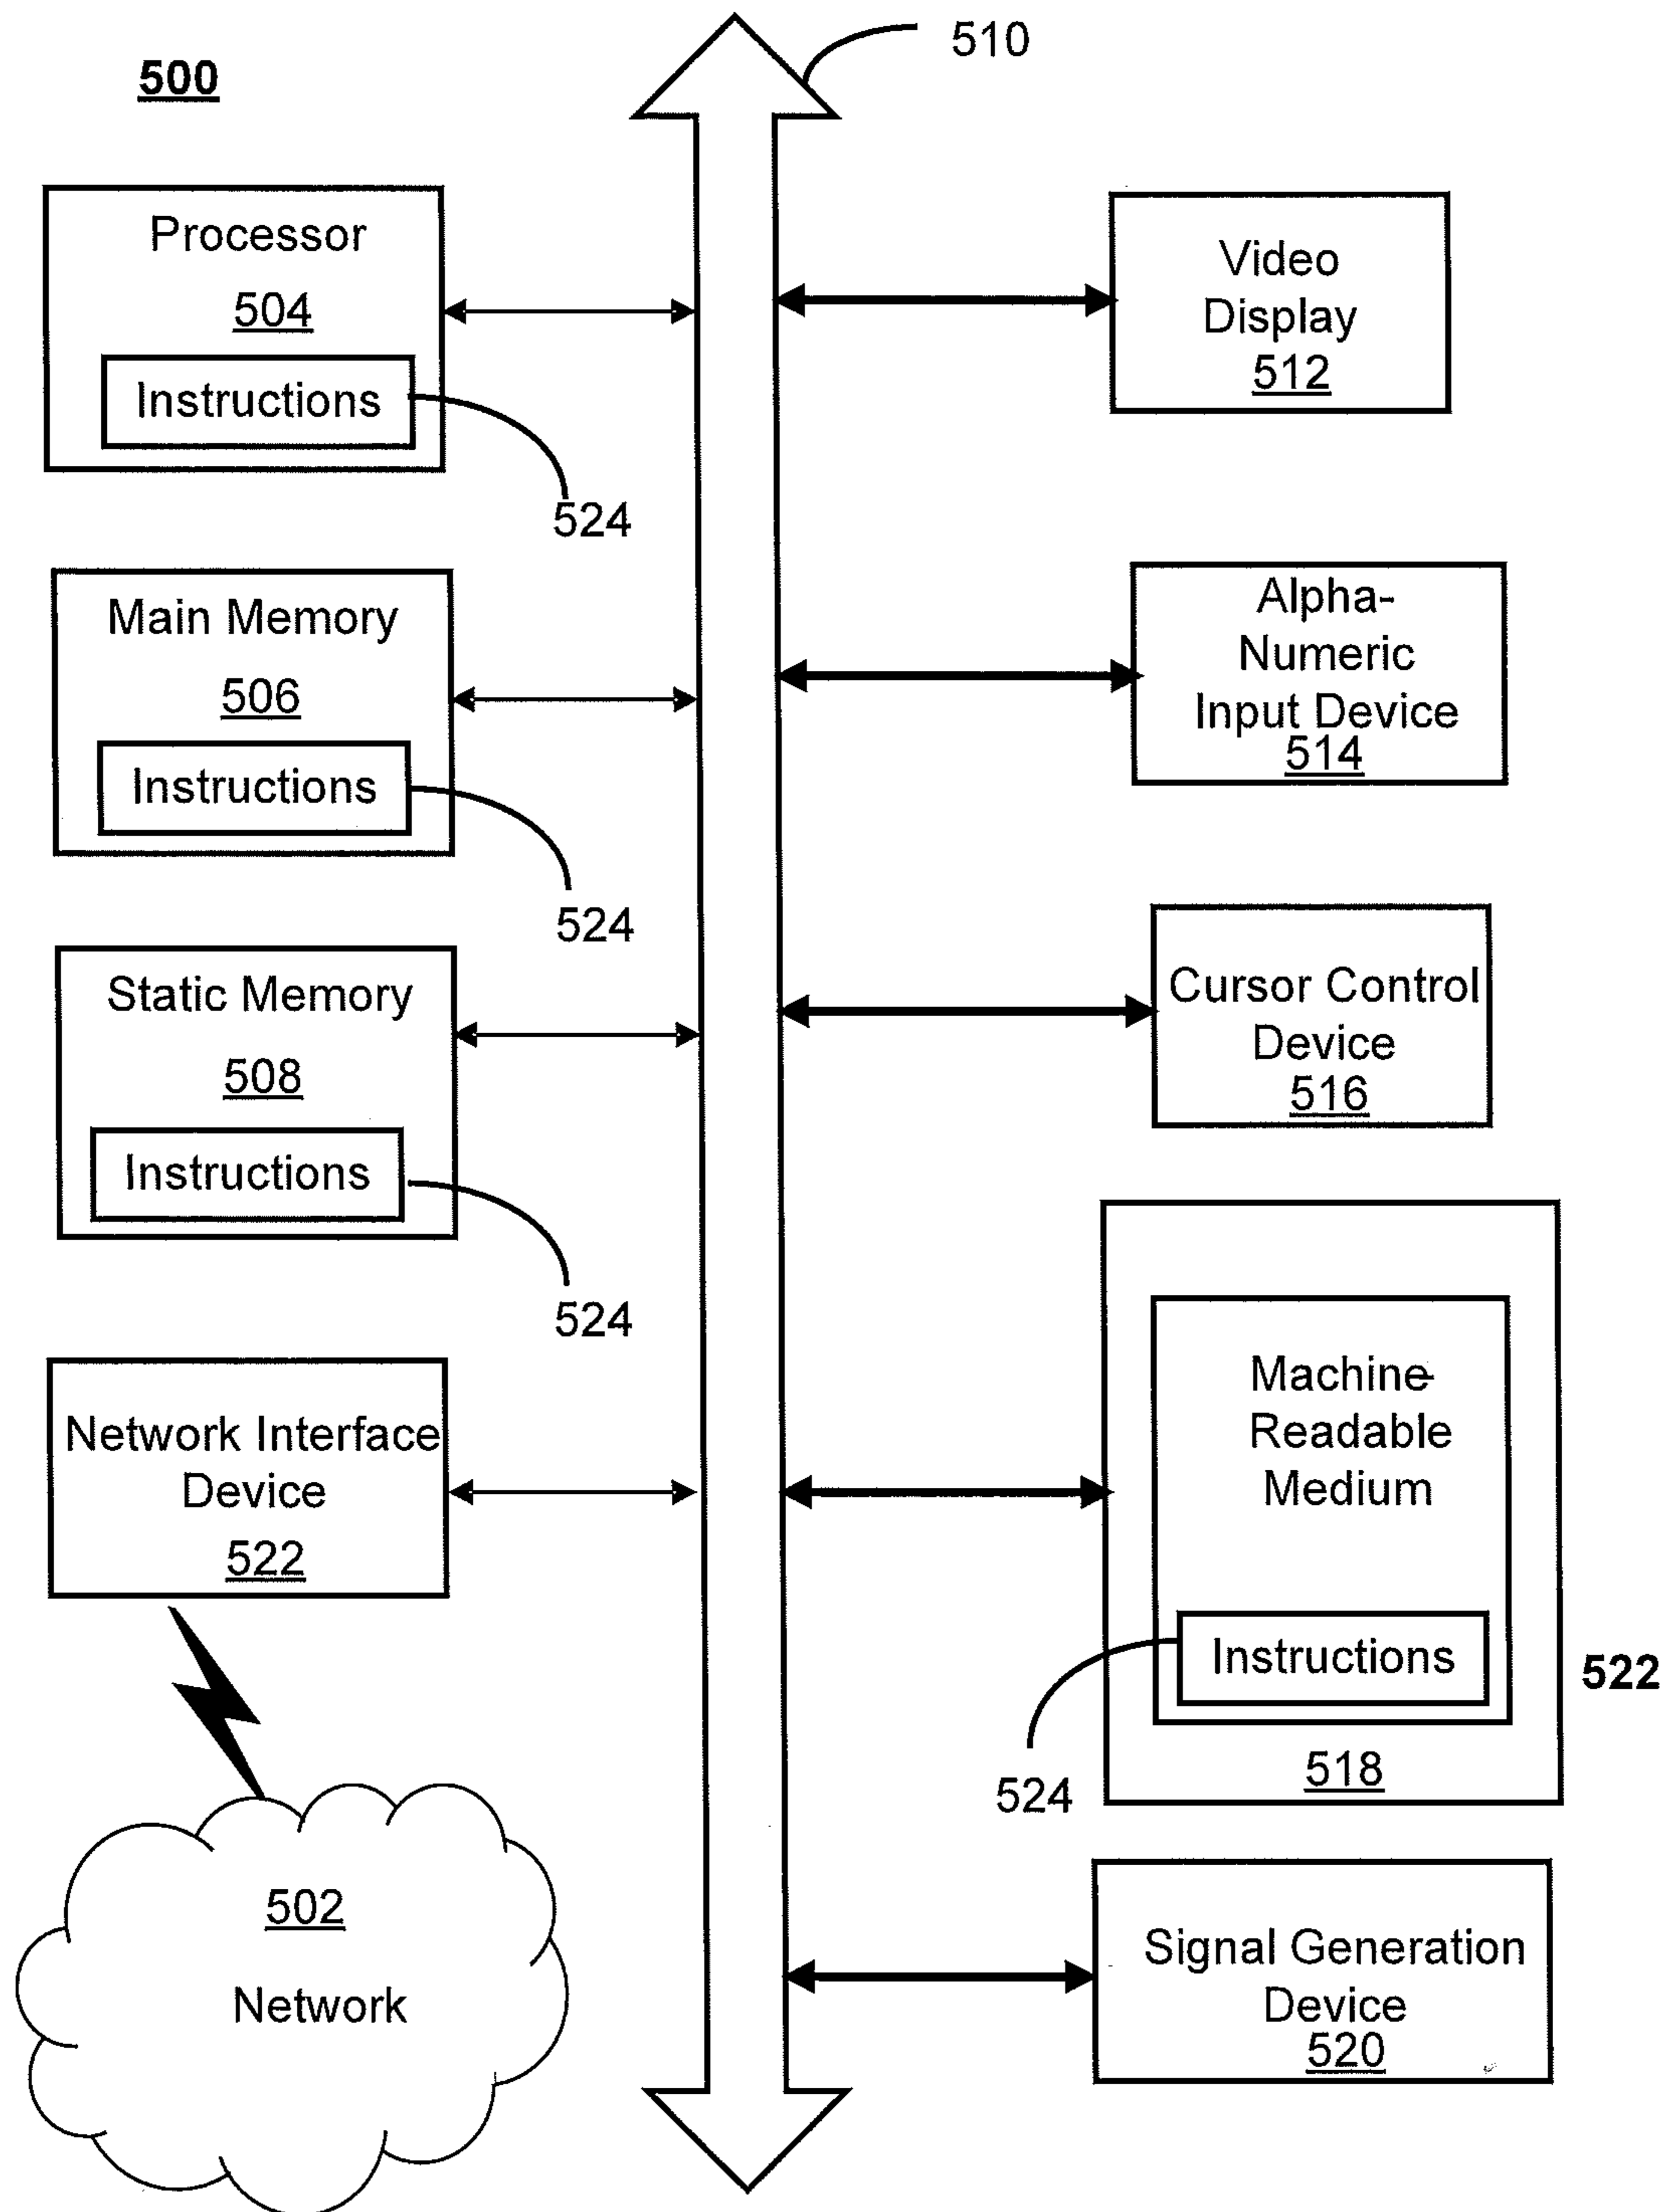 500
510
Processor
504
Instructions
524
Main Memory
506
Instructions
524
Static Memory
508
Instructions
524
Network Interface
Device
522
502
Network
Video
Display
512
Alpha-
Numeric
Input Device
514
Cursor Control
Device
516
Machine-
Readable
Medium
Instructions
522
524
518
Signal Generation
Device
520